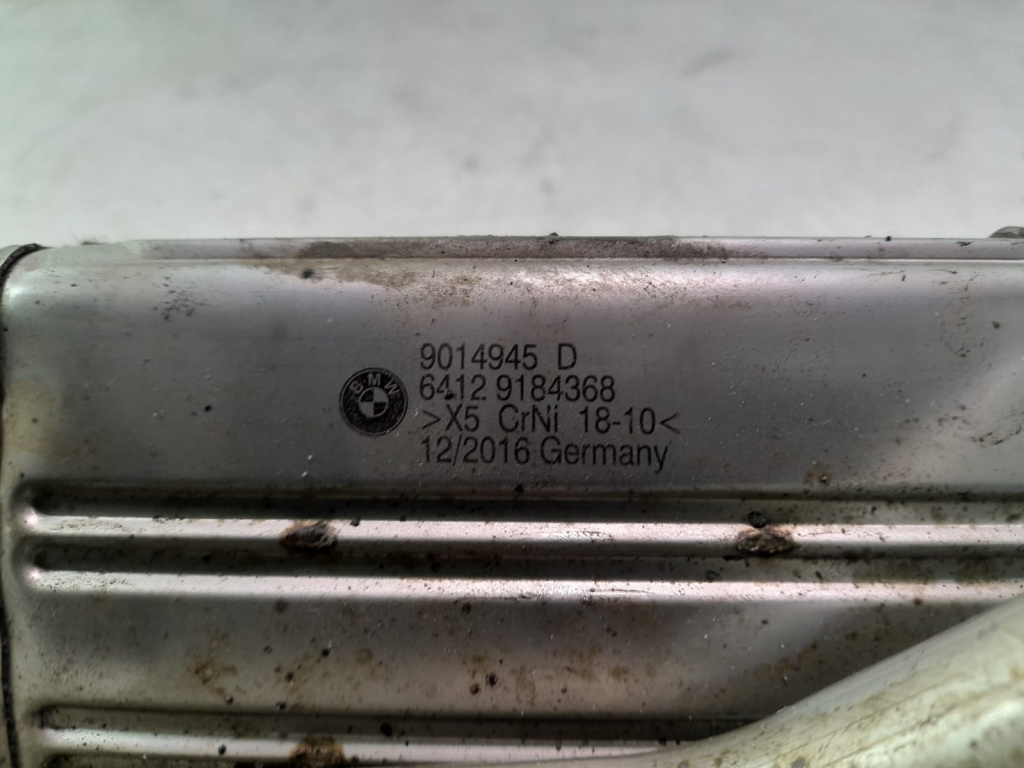 9014945 D
BMW
6412 9184368
>X5 CrNi 18-10<
12/2016 Germany